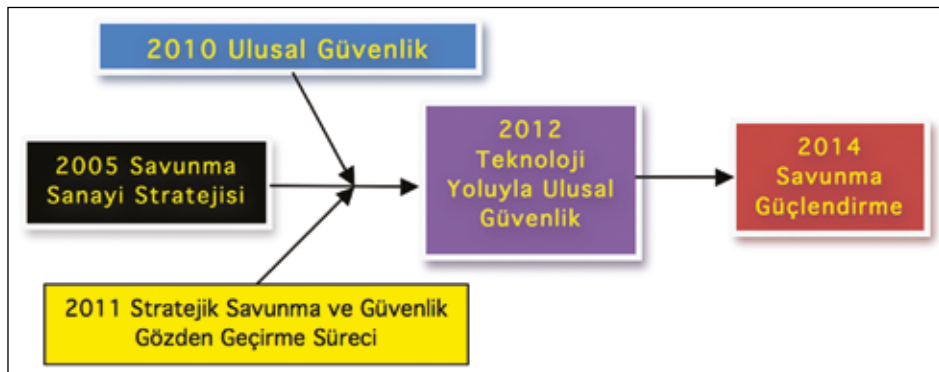 2010 Ulusal Güvenlik
2005 Savunma
Sanayi Stratejisi
2011 Stratejik Savunma ve Güvenlik
Gözden Geçirme Süreci
2012
Teknoloji
Yoluyla Ulusal
Güvenlik
2014
Savunma
Güçlendirme